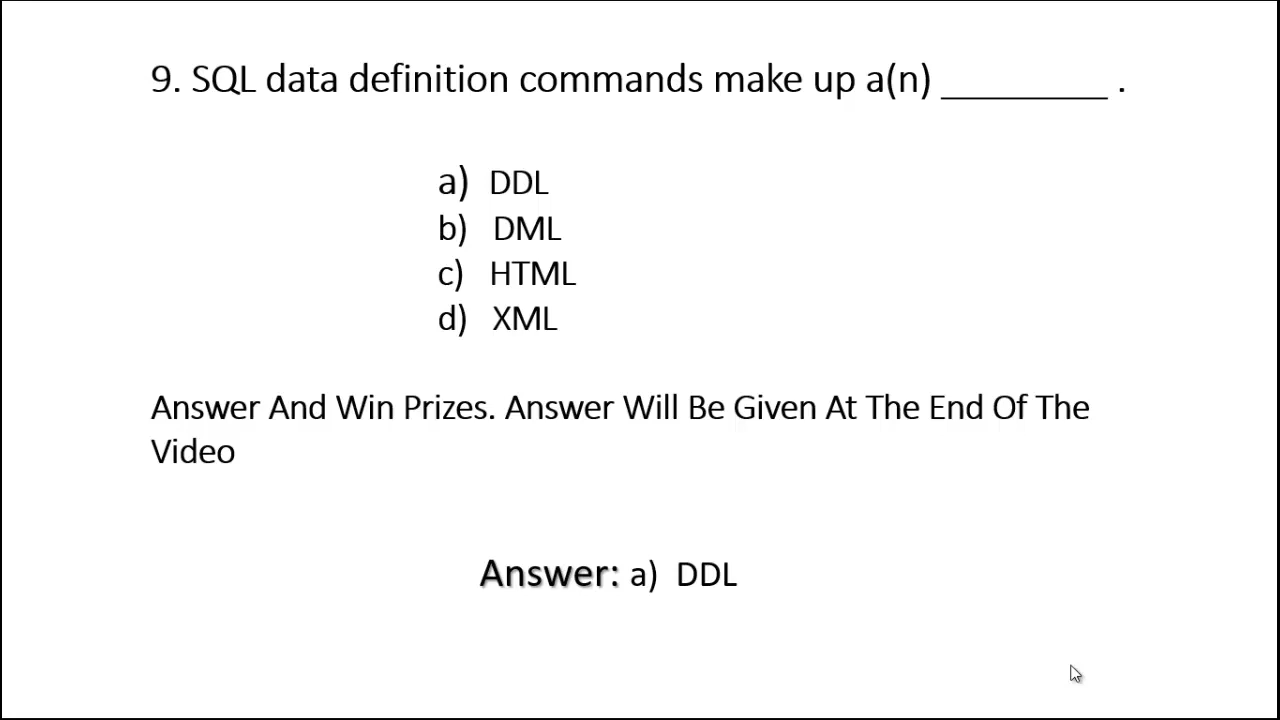 9. SQL data definition commands make up a(n) ________ .
a) DDL
b) DML
c) HTML
d) XML
Answer And Win Prizes. Answer Will Be Given At The End Of The
Video
Answer: a) DDL